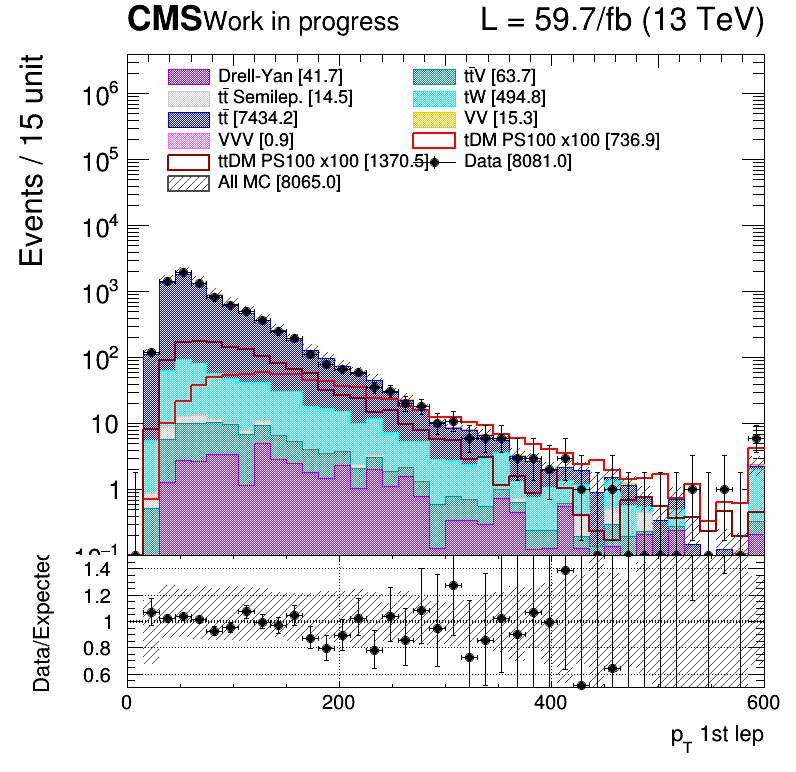 CMS Work in progress L = 59.7/fb (13 TeV)
Events / 15 unit
Drell-Yan [41.7] tt̄V [63.7]
tt̄ Semilep. [14.5] tW [494.8]
tt̄ [7434.2] VV [15.3]
VVV [0.9] tDM PS100 x100 [736.9]
ttDM PS100 x100 [1370.5] Data [8081.0]
All MC [8065.0]
10⁶
10⁵
10⁴
10³
10²
10
1
10⁻¹
Data/Expected
1.4
1.2
1
0.8
0.6
0 200 400 600
p_T 1st lep